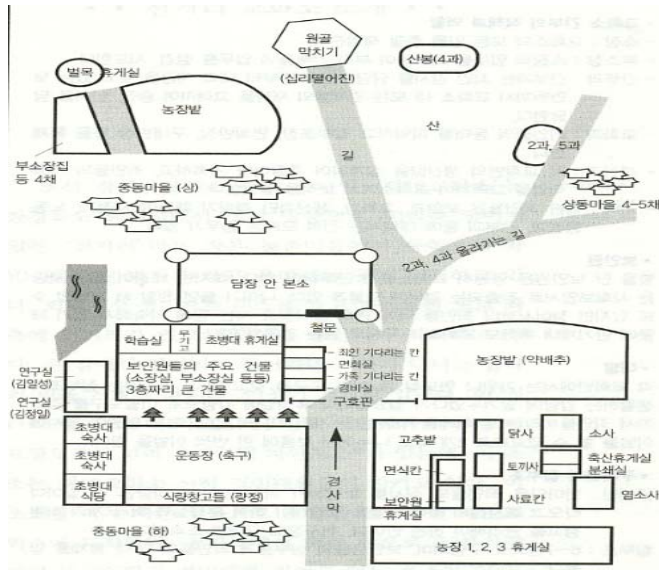 원골
막치기
(십리떨어진)
산봉(4과)
벌목 휴게실
농장밭
산
길
2과, 5과
부소장집
등 4채
중동마을 (상)
상동마을 4~5채
2과, 4과 올라가는 길
담장 안 본소
철문
학습실
무기고
초병대 휴게실
죄인 기다리는 칸
면회실
가족 기다리는 칸
경비실
보안원들의 주요 건물
(소장실, 부소장실 등등)
3층짜리 큰 건물
구호판
농장밭 (약배추)
연구실
(김일성)
연구실
(김정일)
초병대
숙사
초병대
숙사
초병대
식당
운동장 (축구)
식량창고들 (량정)
중동마을 (하)
경사막
고추밭
면식칸
보안원
휴게실
양사
토끼사
사료칸
축산휴게실
분쇄실
염소사
농장 1, 2, 3 휴게실